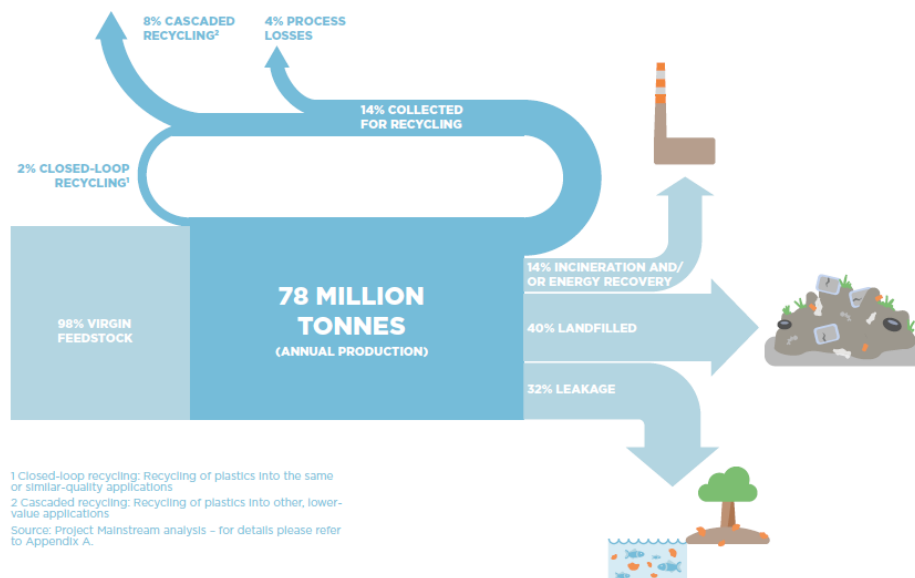 8% CASCADED
RECYCLING²
4% PROCESS
LOSSES
14% COLLECTED
FOR RECYCLING
2% CLOSED-LOOP
RECYCLING¹
98% VIRGIN
FEEDSTOCK
78 MILLION
TONNES
(ANNUAL PRODUCTION)
14% INCINERATION AND/
OR ENERGY RECOVERY
40% LANDFILLED
32% LEAKAGE
1 Closed-loop recycling: Recycling of plastics into the same
or similar-quality applications
2 Cascaded recycling: Recycling of plastics into other, lower-
value applications
Source: Project Mainstream analysis – for details please refer
to Appendix A.